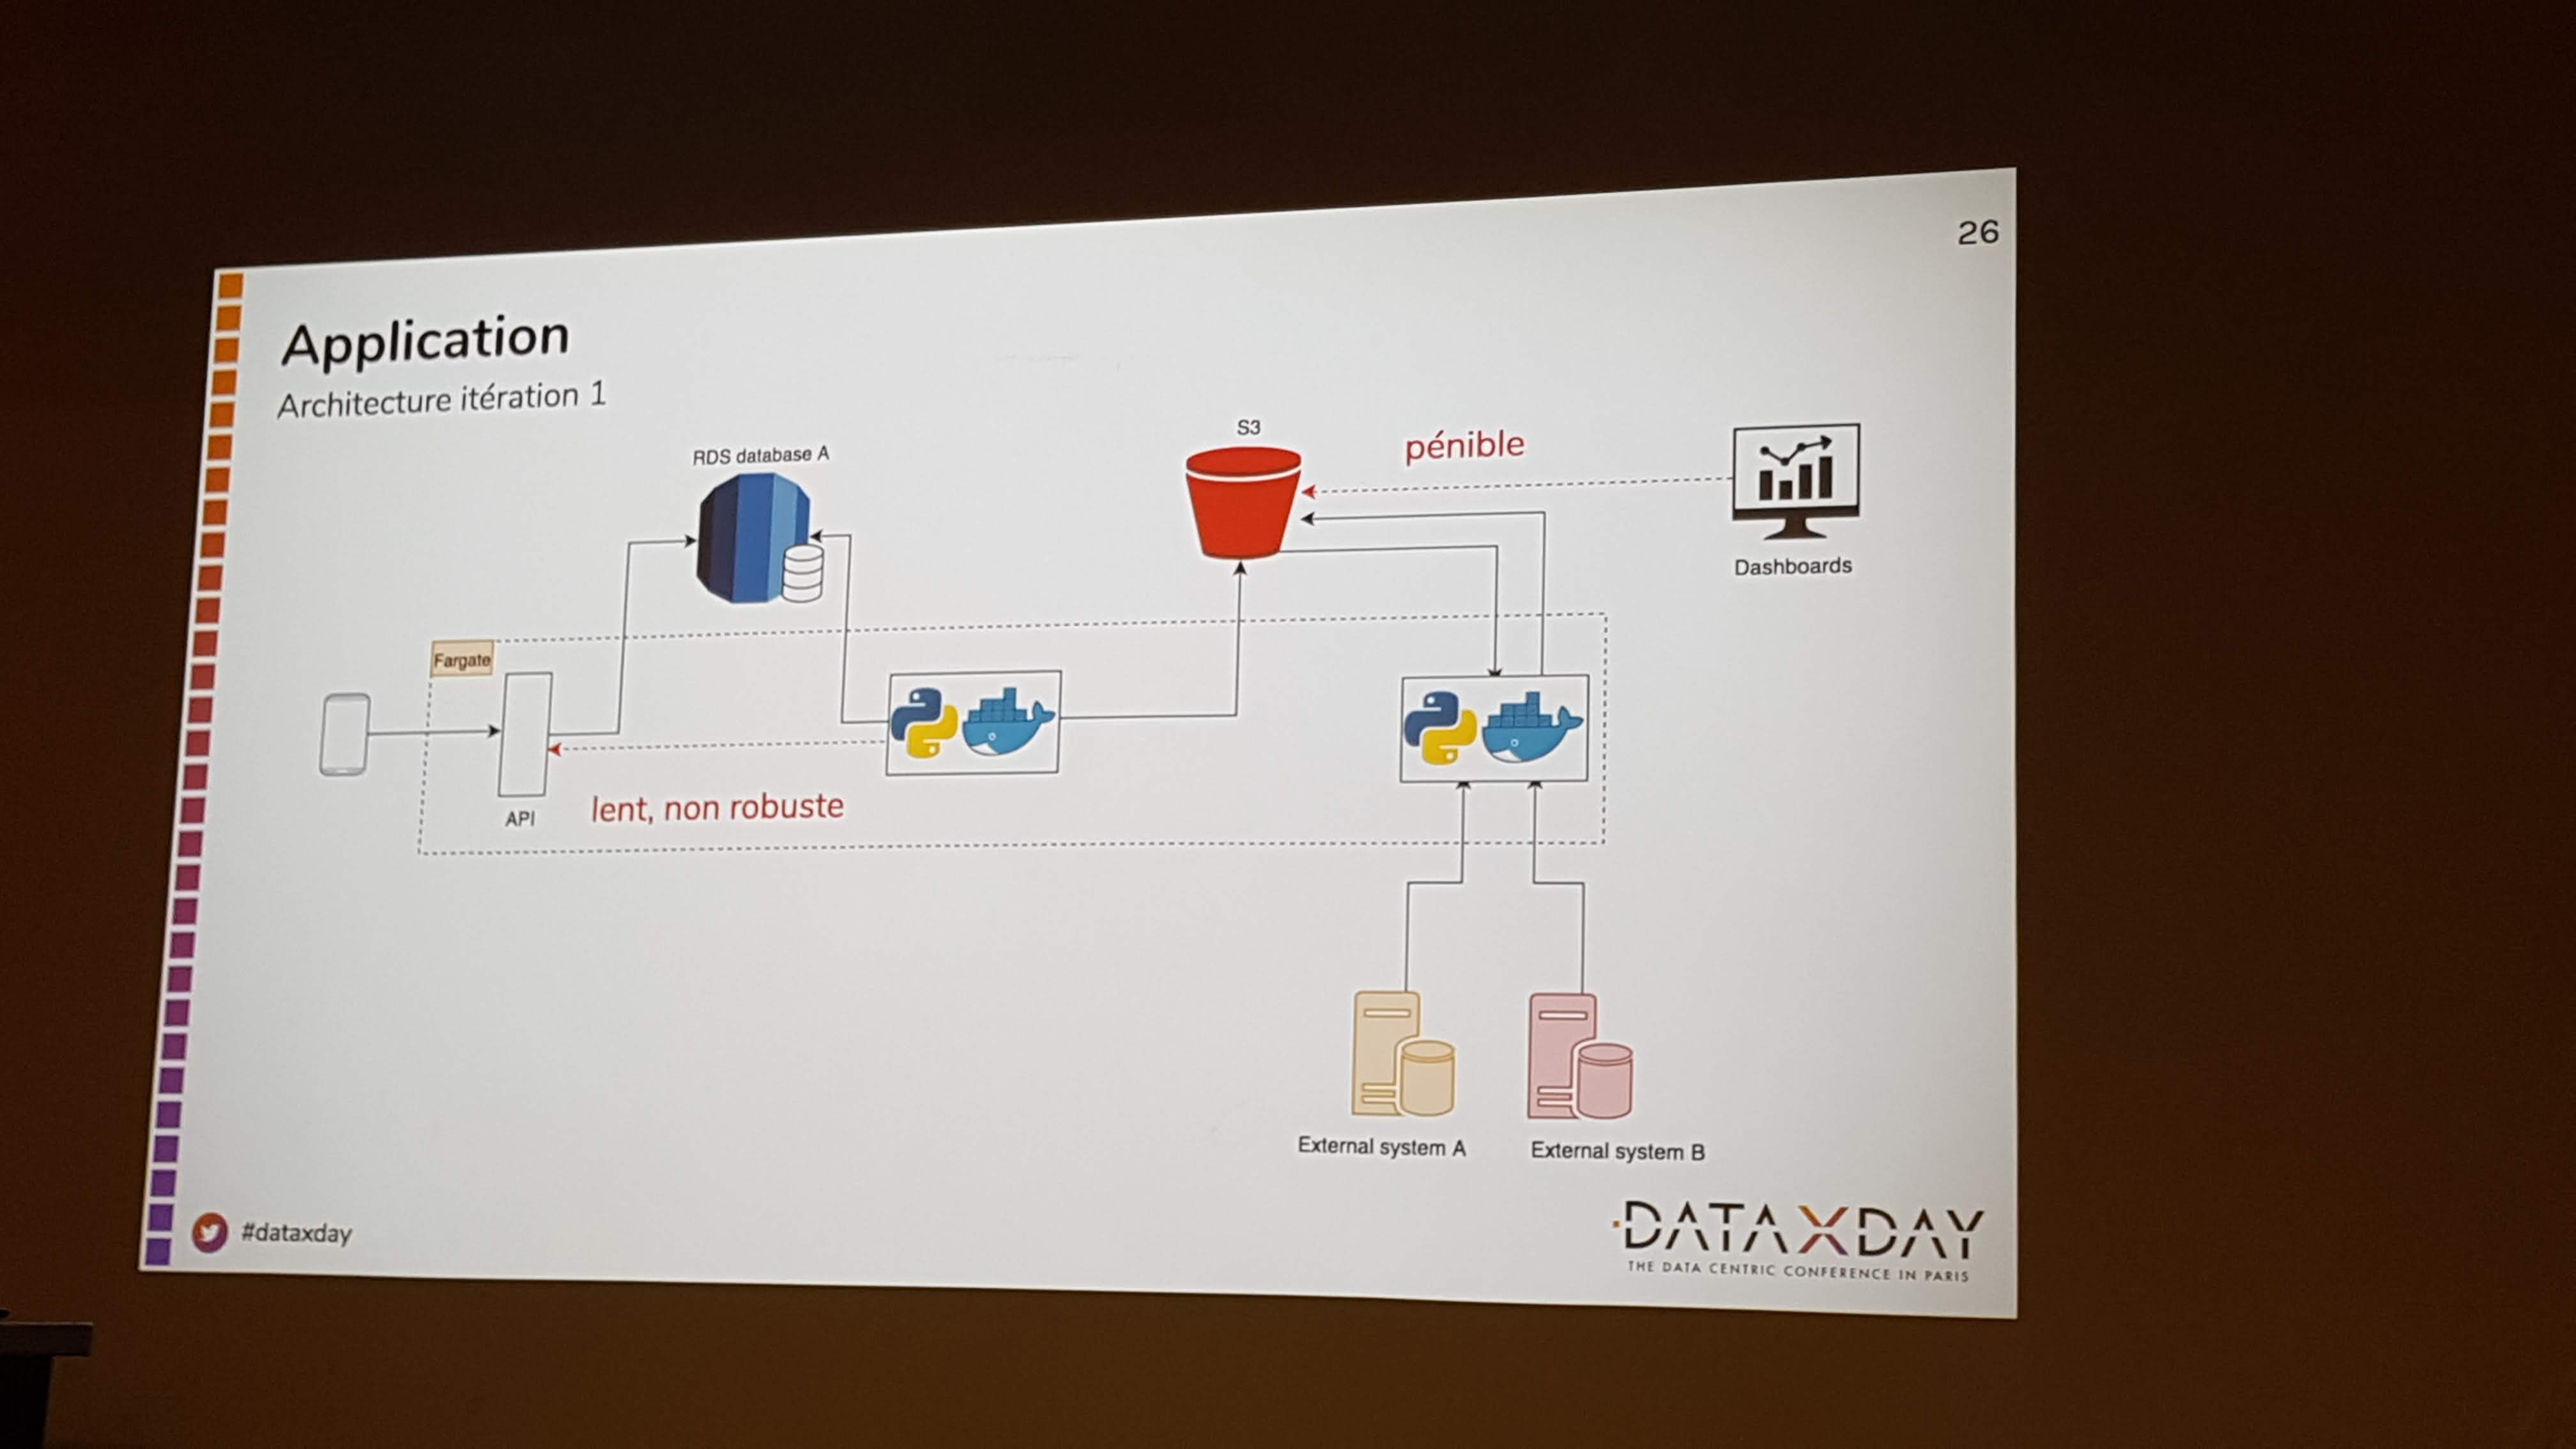 26
Application
Architecture itération 1
S3
pénible
RDS database A
Dashboards
Fargate
API
lent, non robuste
External system A
External system B
#dataxday
DATAXDAY
THE DATA CENTRIC CONFERENCE IN PARIS